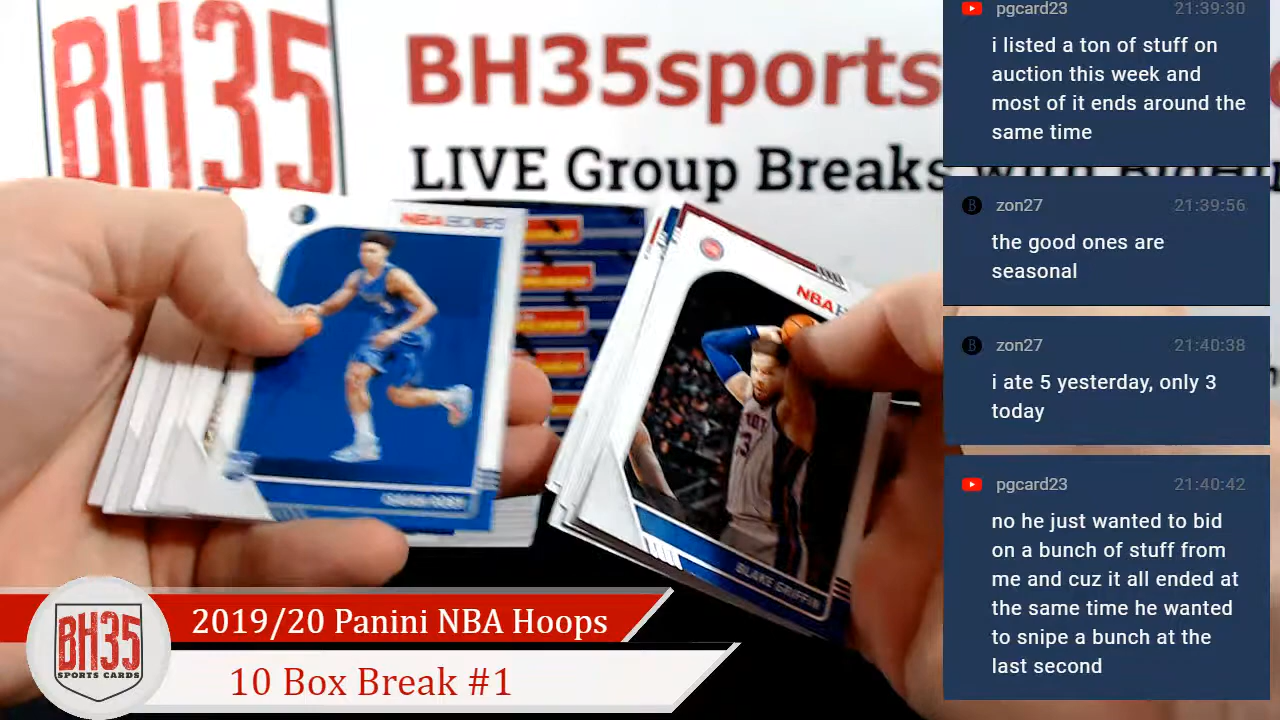 BH35
BH35sports
LIVE Group Breaks with
NBA HOOPS
NBA
BLAKE GRIFFIN
BH35
SPORTS CARDS
2019/20 Panini NBA Hoops
10 Box Break #1
pgcard23 21:39:30
i listed a ton of stuff on
auction this week and
most of it ends around the
same time
zon27 21:39:56
the good ones are
seasonal
zon27 21:40:38
i ate 5 yesterday, only 3
today
pgcard23 21:40:42
no he just wanted to bid
on a bunch of stuff from
me and cuz it all ended at
the same time he wanted
to snipe a bunch at the
last second